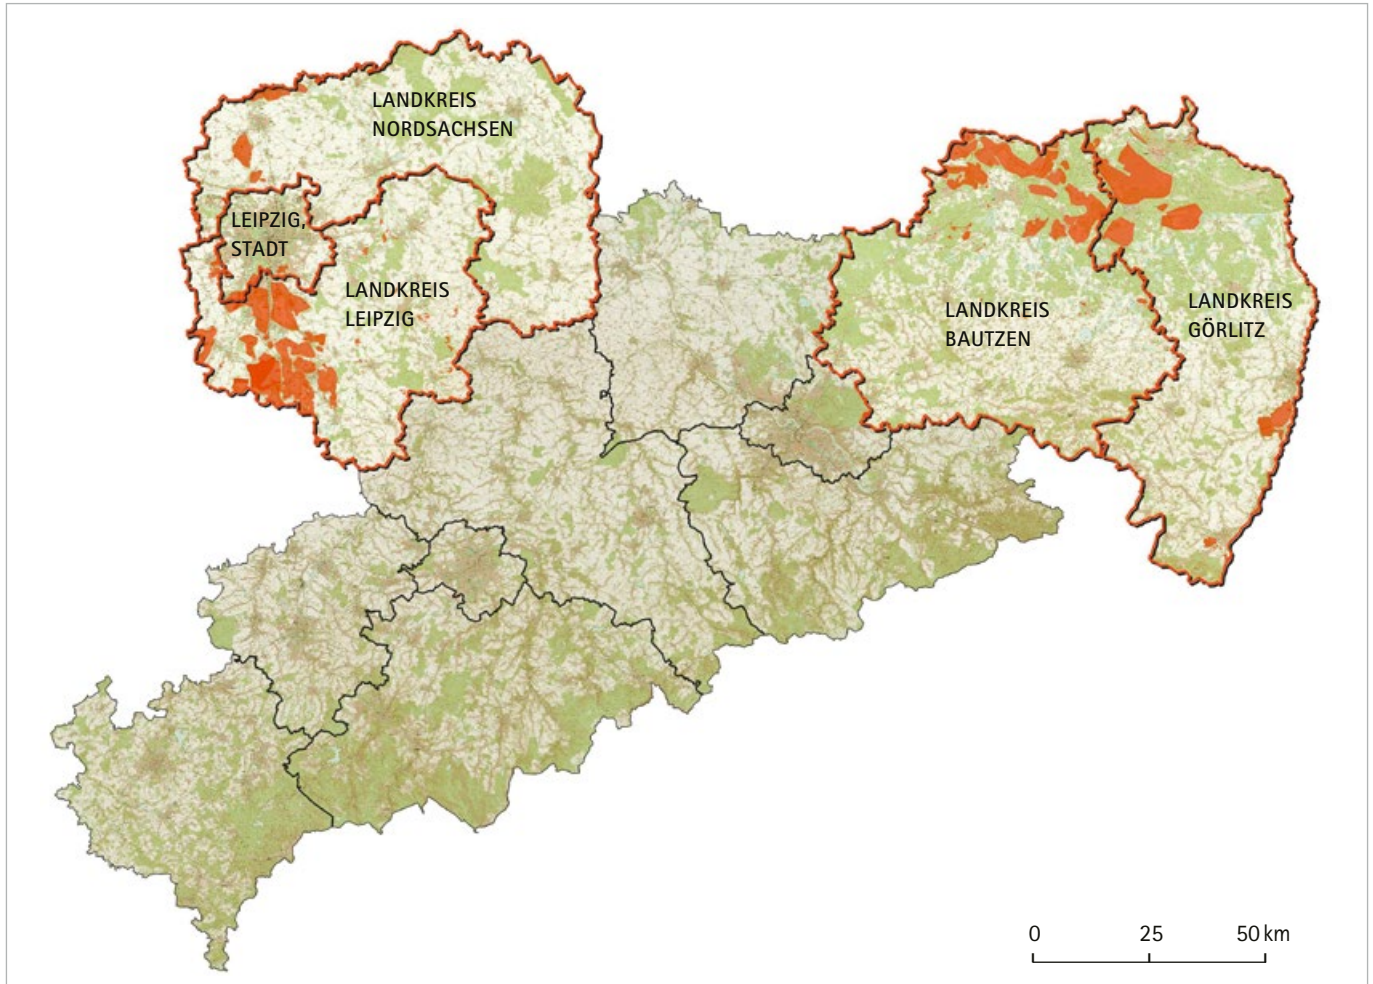 LANDKREIS
NORDSACHSEN
LEIPZIG,
STADT
LANDKREIS
LEIPZIG
LANDKREIS
BAUTZEN
LANDKREIS
GÖRLITZ
0 25 50 km